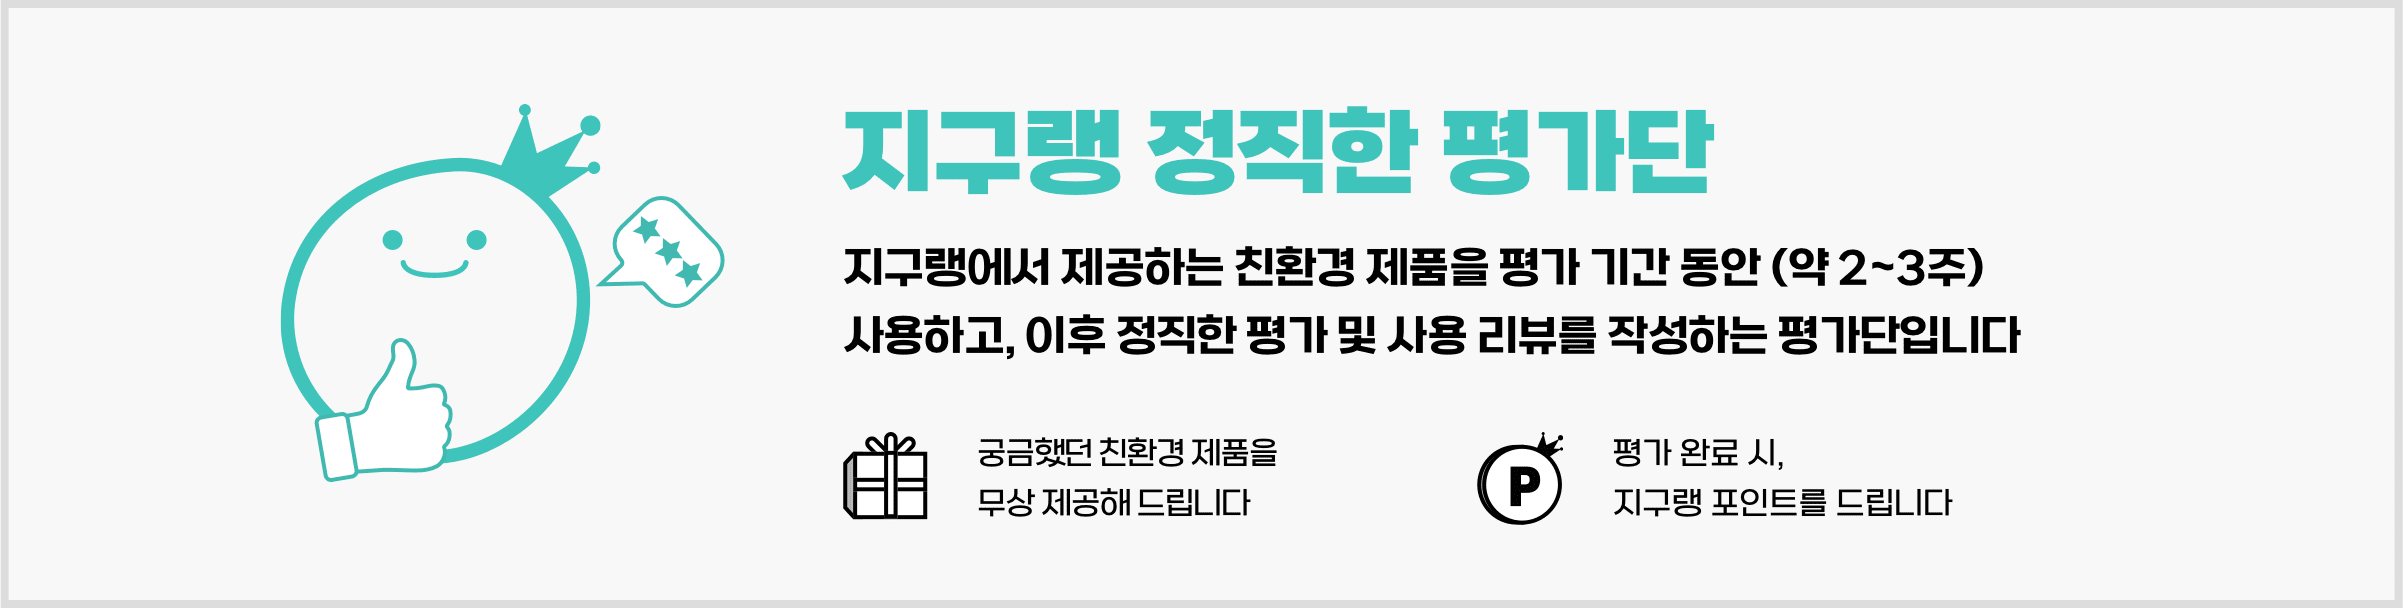 지구랭 정직한 평가단
지구랭에서 제공하는 친환경 제품을 평가 기간 동안 (약 2~3주)
사용하고, 이후 정직한 평가 및 사용 리뷰를 작성하는 평가단입니다
궁금했던 친환경 제품을
무상 제공해 드립니다
P
평가 완료 시,
지구랭 포인트를 드립니다